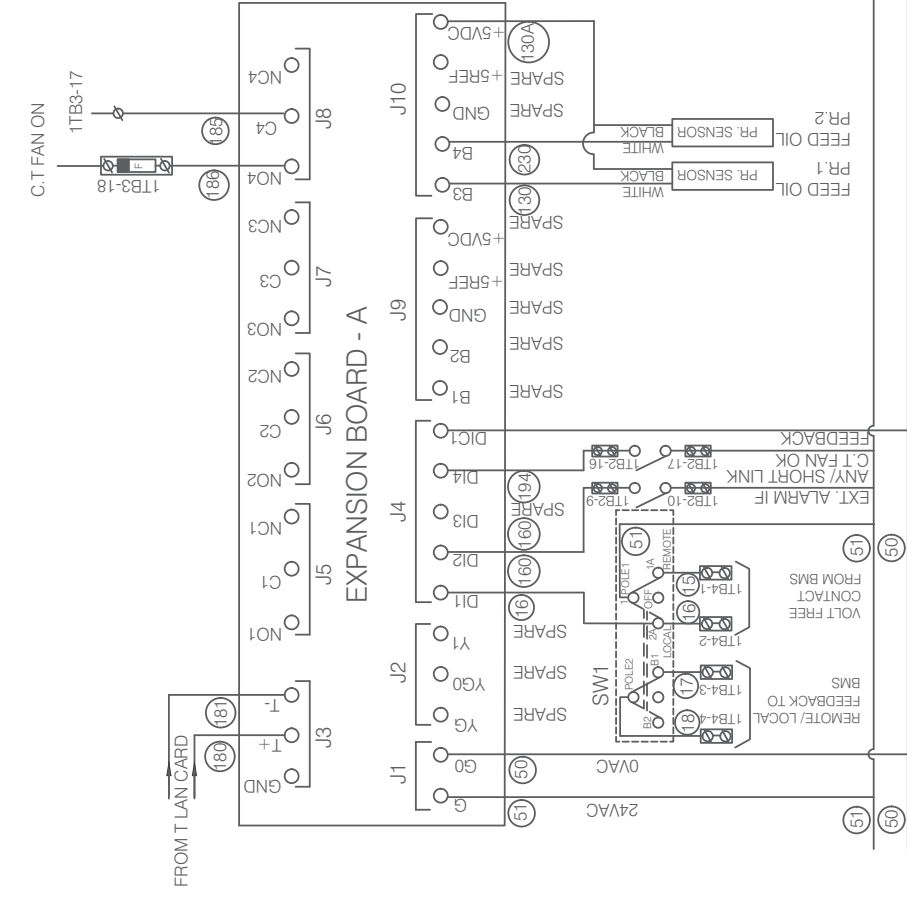 C.T FAN ON
1TB3-17
1TB3-18
F
185
186
FROM T LAN CARD
180
181
EXPANSION BOARD - A
J3
GND
T+
T-
J5
NO1
C1
NC1
J6
NO2
C2
NC2
J7
NO3
C3
NC3
J8
NO4
C4
NC4
J1
G
G0
J2
YG
YG0
Y1
J4
DI1
DI2
DI3
DI4
DIC1
J9
B1
B2
GND
+5REF
+5VDC
J10
B3
B4
GND
+5REF
+5VDC
51
50
SPARE
SPARE
SPARE
16
160
160
SPARE
194
SPARE
SPARE
SPARE
SPARE
SPARE
130
230
SPARE
SPARE
130A
24VAC
0VAC
SW1
POLE2
B2
B1
LOCAL
2A
OFF
1 POLE1
1A
REMOTE
51
18
17
16
15
1TB4-4
1TB4-3
1TB4-2
1TB4-1
REMOTE/ LOCAL
FEEDBACK TO
BMS
VOLT FREE
CONTACT
FROM BMS
1TB2-9
1TB2-10
EXT. ALARM IF
ANY/ SHORT LINK
1TB2-16
1TB2-17
C.T FAN OK
FEEDBACK
WHITE
BLACK
PR. SENSOR
FEED OIL
PR.1
WHITE
BLACK
PR. SENSOR
FEED OIL
PR.2
51
50
51
50